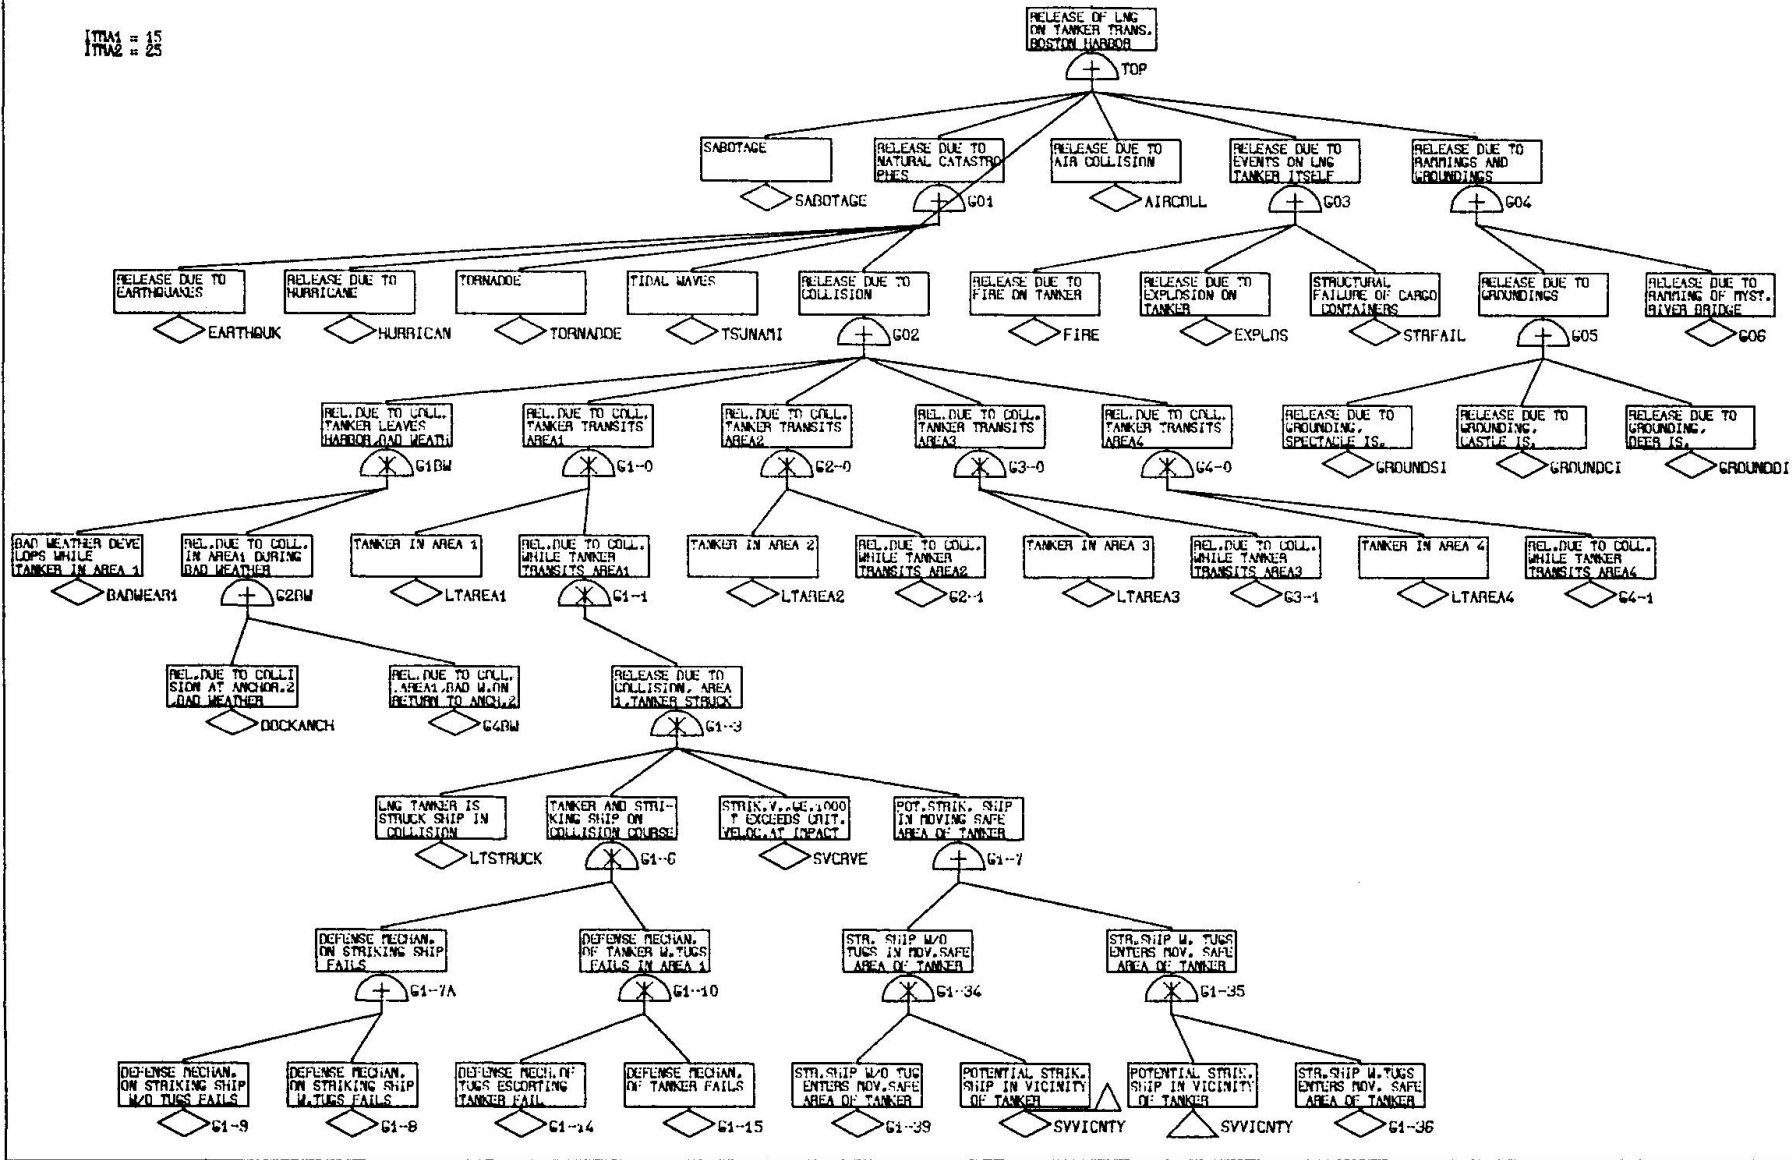 ITMA1 = 15
ITMA2 = 25
RELEASE OF LNG
ON TANKER TRANS.
BOSTON HARBOR
TOP
SABOTAGE
SABOTAGE
RELEASE DUE TO
NATURAL CATASTRO
PHES
G01
RELEASE DUE TO
AIR COLLISION
AIRCOLL
RELEASE DUE TO
EVENTS ON LNG
TANKER ITSELF
G03
RELEASE DUE TO
RAMMINGS AND
GROUNDINGS
G04
RELEASE DUE TO
EARTHQUAKES
EARTHQUK
RELEASE DUE TO
HURRICANE
HURRICAN
TORNADOE
TORNADOE
TIDAL WAVES
TSUNAMI
RELEASE DUE TO
COLLISION
G02
RELEASE DUE TO
FIRE ON TANKER
FIRE
RELEASE DUE TO
EXPLOSION ON
TANKER
EXPLOS
STRUCTURAL
FAILURE OF CARGO
CONTAINERS
STRFAIL
RELEASE DUE TO
GROUNDINGS
G05
RELEASE DUE TO
RAMMING OF MYST.
RIVER BRIDGE
G06
REL.DUE TO COLL.
TANKER LEAVES
HARBOR,BAD WEATH
G1BW
REL.DUE TO COLL.
TANKER TRANSITS
AREA1
G1-0
REL.DUE TO COLL.
TANKER TRANSITS
AREA2
G2-0
REL.DUE TO COLL.
TANKER TRANSITS
AREA3
G3-0
REL.DUE TO COLL.
TANKER TRANSITS
AREA4
G4-0
RELEASE DUE TO
GROUNDING,
SPECTACLE IS.
GROUNDSI
RELEASE DUE TO
GROUNDING,
CASTLE IS.
GROUNDCI
RELEASE DUE TO
GROUNDING,
DEER IS.
GROUNDDI
BAD WEATHER DEVE
LOPS WHILE
TANKER IN AREA 1
BADWEAR1
REL.DUE TO COLL.
IN AREA1 DURING
BAD WEATHER
G2BW
TANKER IN AREA 1
LTAREA1
REL.DUE TO COLL.
WHILE TANKER
TRANSITS AREA1
G1-1
TANKER IN AREA 2
LTAREA2
REL.DUE TO COLL.
WHILE TANKER
TRANSITS AREA2
G2-1
TANKER IN AREA 3
LTAREA3
REL.DUE TO COLL.
WHILE TANKER
TRANSITS AREA3
G3-1
TANKER IN AREA 4
LTAREA4
REL.DUE TO COLL.
WHILE TANKER
TRANSITS AREA4
G4-1
REL.DUE TO COLLI
SION AT ANCHOR.2
,BAD WEATHER
DOCKANCH
REL.DUE TO COLL.
,AREA1,BAD W.ON
RETURN TO ANCH.2
G4BW
RELEASE DUE TO
COLLISION, AREA
1,TANKER STRUCK
G1-3
LNG TANKER IS
STRUCK SHIP IN
COLLISION
LTSTRUCK
TANKER AND STRI-
KING SHIP ON
COLLISION COURSE
G1-6
STRIK.V.,GE.1000
T EXCEEDS CRIT.
VELOC.AT IMPACT
SVCRVE
POT.STRIK. SHIP
IN MOVING SAFE
AREA OF TANKER
G1-7
DEFENSE MECHAN.
ON STRIKING SHIP
FAILS
G1-7A
DEFENSE MECHAN.
OF TANKER W.TUGS
FAILS IN AREA 1
G1-10
STR. SHIP W/O
TUGS IN MOV.SAFE
AREA OF TANKER
G1-34
STR.SHIP W. TUGS
ENTERS MOV. SAFE
AREA OF TANKER
G1-35
DEFENSE MECHAN.
ON STRIKING SHIP
W/O TUGS FAILS
G1-9
DEFENSE MECHAN.
ON STRIKING SHIP
W.TUGS FAILS
G1-8
DEFENSE MECH.OF
TUGS ESCORTING
TANKER FAIL
G1-14
DEFENSE MECHAN.
OF TANKER FAILS
G1-15
STR.SHIP W/O TUG
ENTERS MOV.SAFE
AREA OF TANKER
G1-39
POTENTIAL STRIK.
SHIP IN VICINITY
OF TANKER
SVVICNTY
POTENTIAL STRIK.
SHIP IN VICINITY
OF TANKER
SVVICNTY
STR.SHIP W.TUGS
ENTERS MOV. SAFE
AREA OF TANKER
G1-36